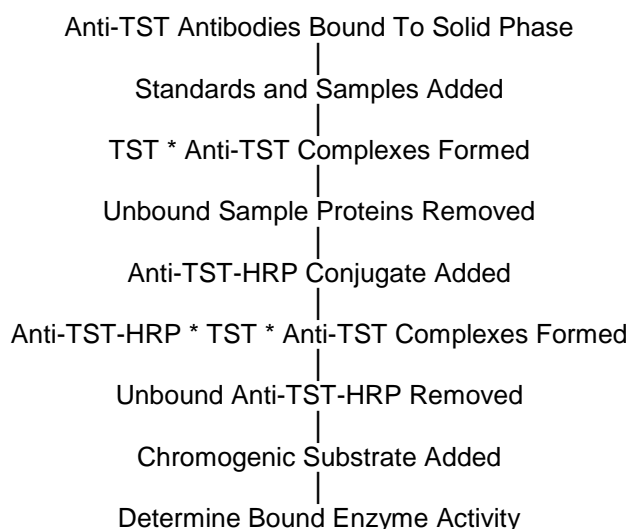 Anti-TST Antibodies Bound To Solid Phase
Standards and Samples Added
TST * Anti-TST Complexes Formed
Unbound Sample Proteins Removed
Anti-TST-HRP Conjugate Added
Anti-TST-HRP * TST * Anti-TST Complexes Formed
Unbound Anti-TST-HRP Removed
Chromogenic Substrate Added
Determine Bound Enzyme Activity